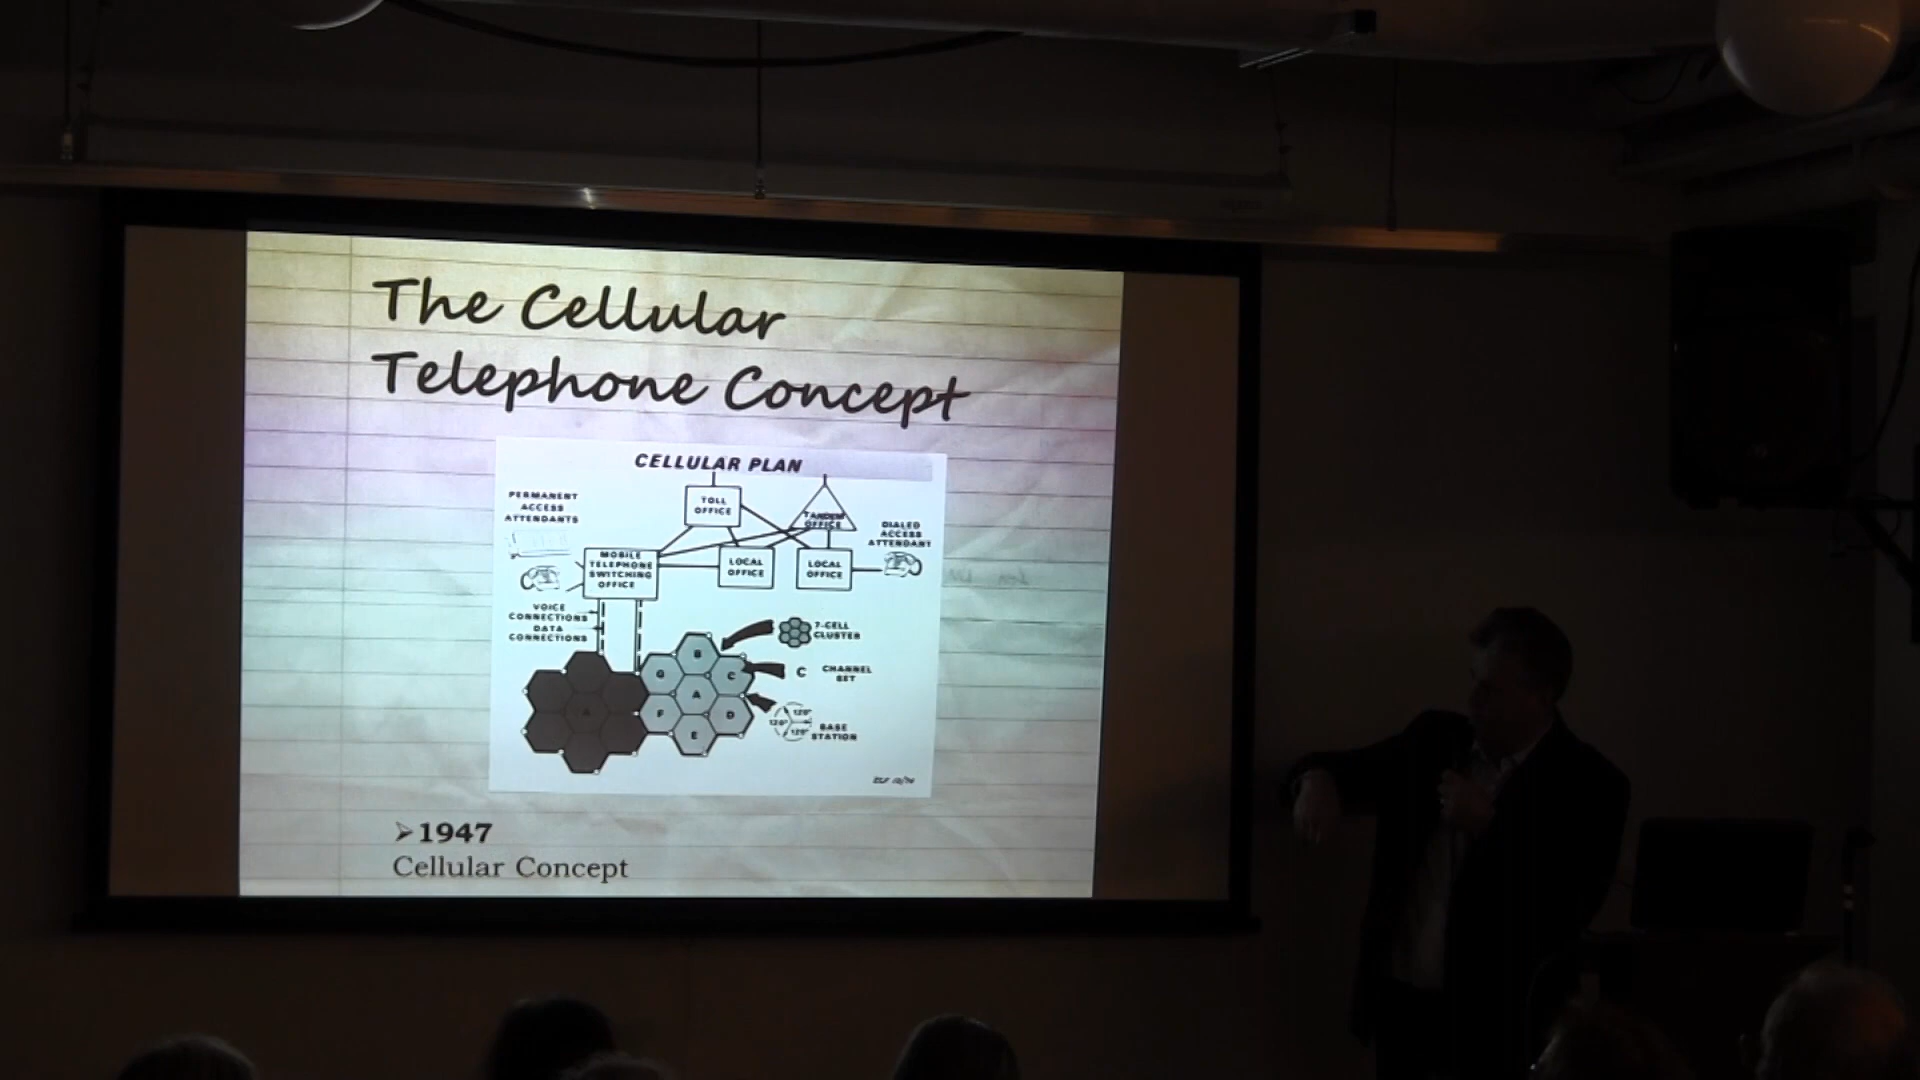 The Cellular
Telephone Concept
CELLULAR PLAN
PERMANENT
ACCESS
ATTENDANTS
TOLL
OFFICE
TANDEM
OFFICE
DIALED
ACCESS
ATTENDANT
MOBILE
TELEPHONE
SWITCHING
OFFICE
LOCAL
OFFICE
LOCAL
OFFICE
VOICE
CONNECTIONS
DATA
CONNECTIONS
7-CELL
CLUSTER
B
G
C
A
F
D
E
A
C CHANNEL
SET
120°
120°
120°
BASE
STATION
➢1947
Cellular Concept